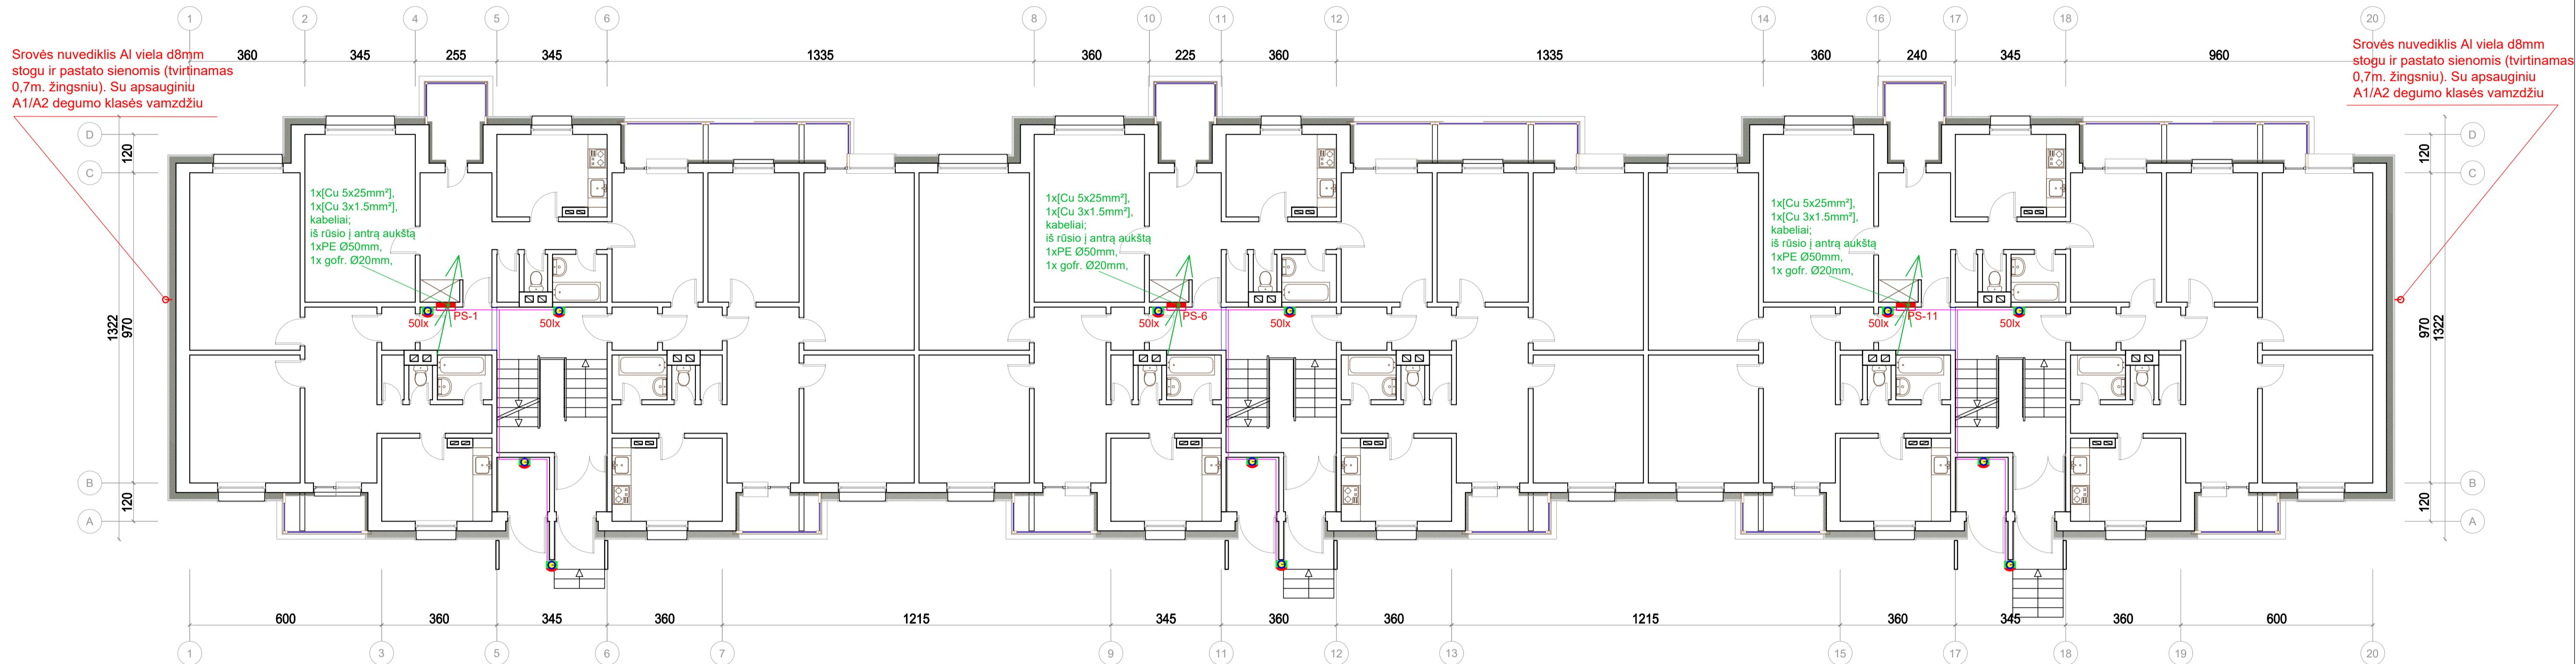 1 2 4 5 6 8 10 11 12 14 16 17 18 20
360 345 255 345 1335 360 225 360 1335 360 240 345 960
Srovės nuvediklis Al viela d8mm
stogu ir pastato sienomis (tvirtinamas
0,7m. žingsniu). Su apsauginiu
A1/A2 degumo klasės vamzdžiu
Srovės nuvediklis Al viela d8mm
stogu ir pastato sienomis (tvirtinamas
0,7m. žingsniu). Su apsauginiu
A1/A2 degumo klasės vamzdžiu
D
120
C
1322
970
B
120
A
1x[Cu 5x25mm²],
1x[Cu 3x1.5mm²],
kabeliai;
iš rūsio į antrą aukštą
1xPE Ø50mm,
1x gofr. Ø20mm,
50lx
PS-1
50lx
1x[Cu 5x25mm²],
1x[Cu 3x1.5mm²],
kabeliai;
iš rūsio į antrą aukštą
1xPE Ø50mm,
1x gofr. Ø20mm,
50lx
PS-6
50lx
1x[Cu 5x25mm²],
1x[Cu 3x1.5mm²],
kabeliai;
iš rūsio į antrą aukštą
1xPE Ø50mm,
1x gofr. Ø20mm,
50lx
PS-11
50lx
D
120
C
970
1322
B
120
A
600 360 345 360 1215 345 360 360 1215 360 345 360 600
1 3 5 6 7 9 11 12 13 15 17 18 19 20